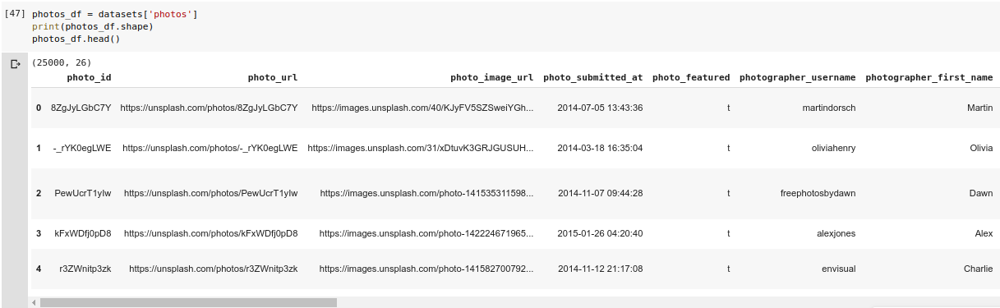 [47] photos_df = datasets['photos']
print(photos_df.shape)
photos_df.head()
(25000, 26)
photo_id photo_url photo_image_url photo_submitted_at photo_featured photographer_username photographer_first_name
0 8ZgJyLGbC7Y https://unsplash.com/photos/8ZgJyLGbC7Y https://images.unsplash.com/40/KJyFV5SZSweiYGh... 2014-07-05 13:43:36 t martindorsch Martin
1 -_rYK0egLWE https://unsplash.com/photos/-_rYK0egLWE https://images.unsplash.com/31/xDtuvK3GRJGUSUH... 2014-03-18 16:35:04 t oliviahenry Olivia
2 PewUcrT1ylw https://unsplash.com/photos/PewUcrT1ylw https://images.unsplash.com/photo-141535311598... 2014-11-07 09:44:28 t freephotosbydawn Dawn
3 kFxWDfj0pD8 https://unsplash.com/photos/kFxWDfj0pD8 https://images.unsplash.com/photo-142224671965... 2015-01-26 04:20:40 t alexjones Alex
4 r3ZWnitp3zk https://unsplash.com/photos/r3ZWnitp3zk https://images.unsplash.com/photo-141582700792... 2014-11-12 21:17:08 t envisual Charlie